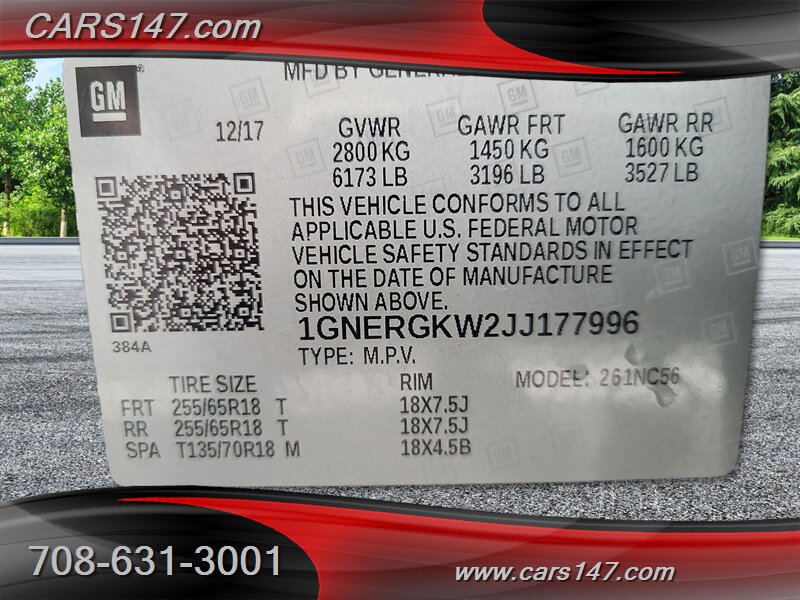 CARS147.com
MFD BY GENERAL
GM
12/17
GVWR GAWR FRT GAWR RR
2800 KG 1450 KG 1600 KG
6173 LB 3196 LB 3527 LB
THIS VEHICLE CONFORMS TO ALL
APPLICABLE U.S. FEDERAL MOTOR
VEHICLE SAFETY STANDARDS IN EFFECT
ON THE DATE OF MANUFACTURE
SHOWN ABOVE.
1GNERGKW2JJ177996
384A
TYPE: M.P.V.
TIRE SIZE RIM MODEL: 261NC56
FRT 255/65R18 T 18X7.5J
RR 255/65R18 T 18X7.5J
SPA T135/70R18 M 18X4.5B
708-631-3001
www.cars147.com